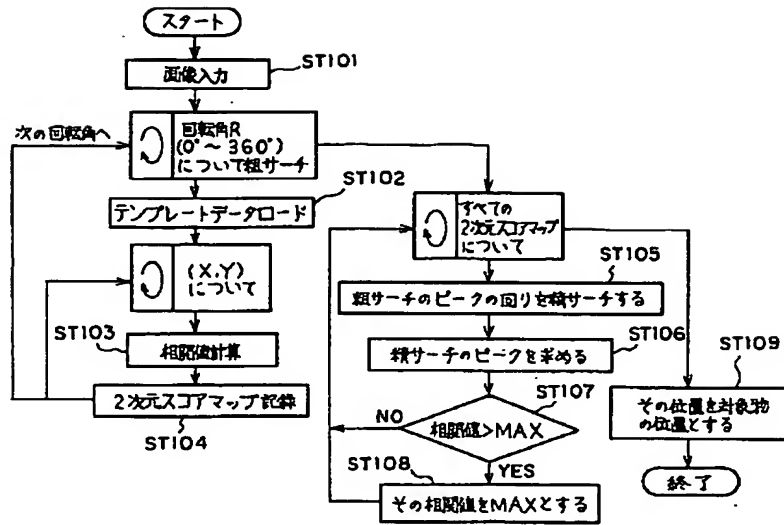 スタート
ST101
画像入力
次の回転角へ
回転角R
(0°~360°)
について粗サーチ
ST102
テンプレートデータロード
(X,Y)
について
ST103
相関値計算
2次元スコアマップ記録
ST104
すべての
2次元スコアマップ
について
ST105
粗サーチのピークの回りを精サーチする
ST106
精サーチのピークを求める
ST107
相関値>MAX
NO
YES
ST108
その相関値をMAXとする
ST109
その位置を対象物
の位置とする
終了